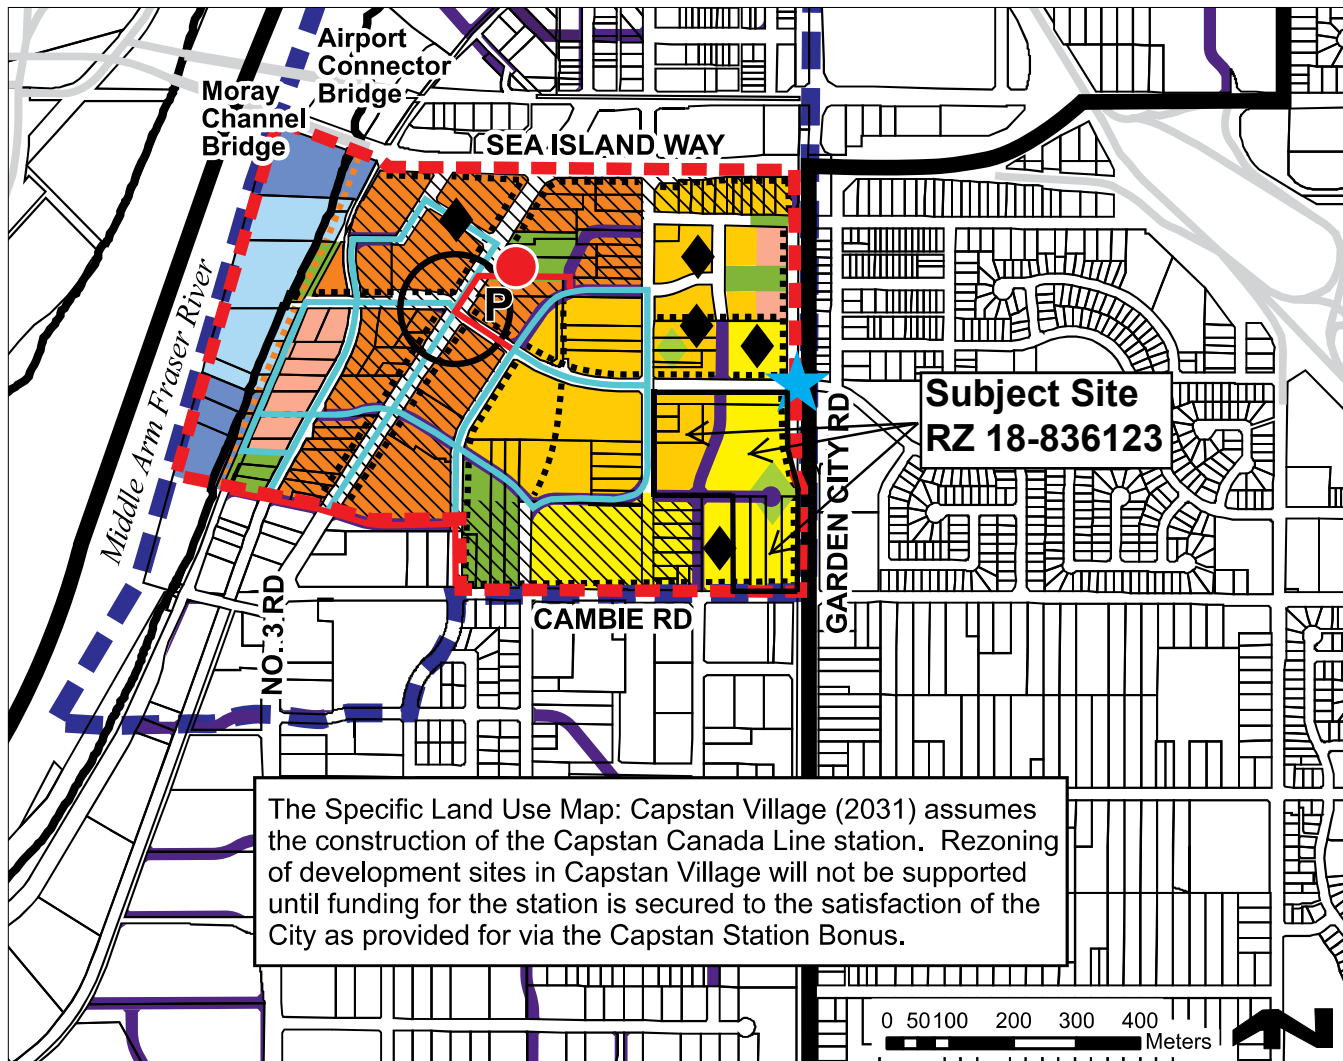 Airport
Connector
Bridge
Moray
Channel
Bridge
SEA ISLAND WAY
Middle Arm Fraser River
P
Subject Site
RZ 18-836123
GARDEN CITY RD
NO. 3 RD
CAMBIE RD
The Specific Land Use Map: Capstan Village (2031) assumes
the construction of the Capstan Canada Line station. Rezoning
of development sites in Capstan Village will not be supported
until funding for the station is secured to the satisfaction of the
City as provided for via the Capstan Station Bonus.
0 50 100 200 300 400
Meters